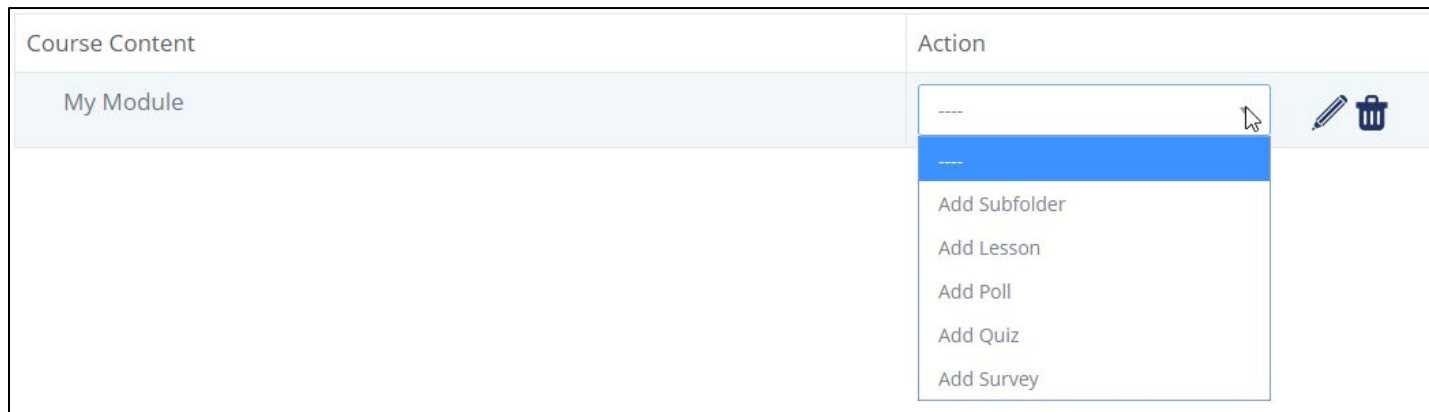 Course Content Action
My Module
----
----
Add Subfolder
Add Lesson
Add Poll
Add Quiz
Add Survey